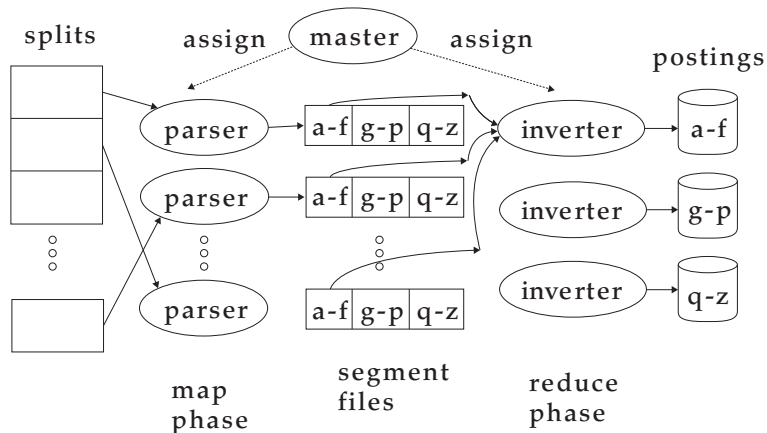 splits
assign
master
assign
postings
parser
a-f g-p q-z
inverter
a-f
parser
a-f g-p q-z
inverter
g-p
parser
a-f g-p q-z
inverter
q-z
map
phase
segment
files
reduce
phase